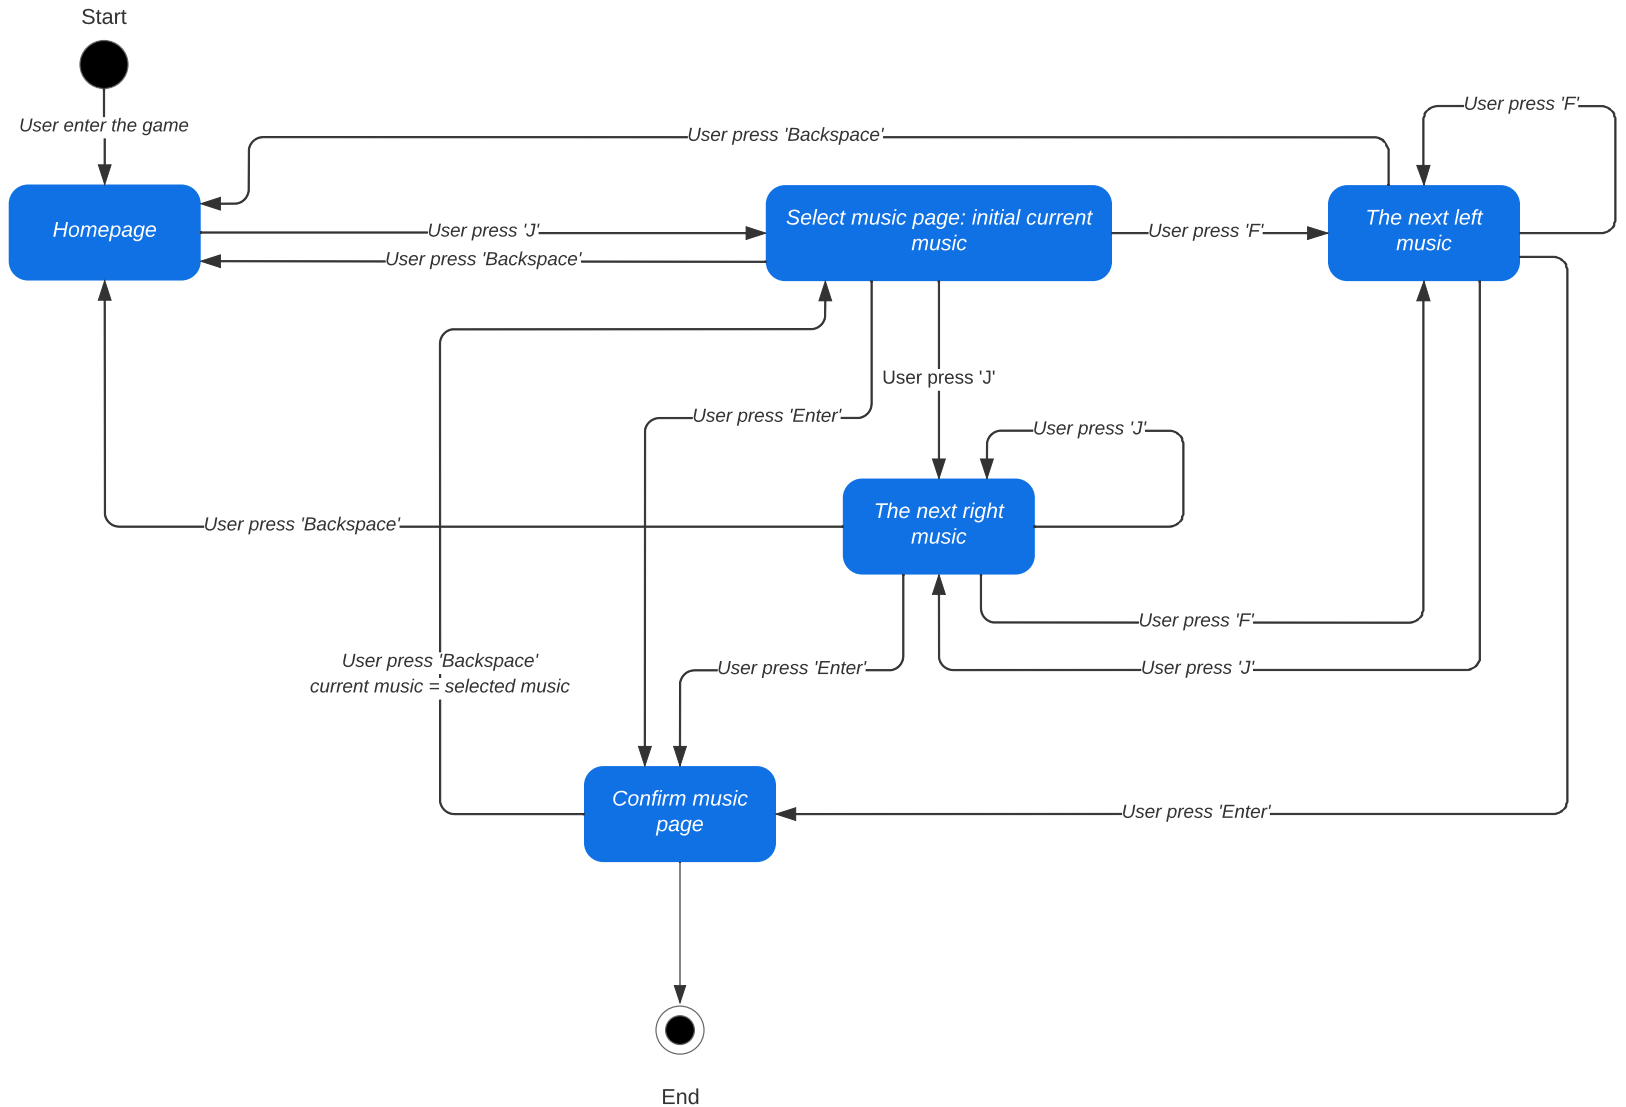 Start
User enter the game
User press 'F'
User press 'Backspace'
Homepage
User press 'J'
User press 'Backspace'
Select music page: initial current
music
User press 'F'
The next left
music
User press 'J'
User press 'Enter'
User press 'J'
The next right
music
User press 'Backspace'
User press 'F'
User press 'Enter'
User press 'J'
User press 'Backspace'
current music = selected music
Confirm music
page
User press 'Enter'
End